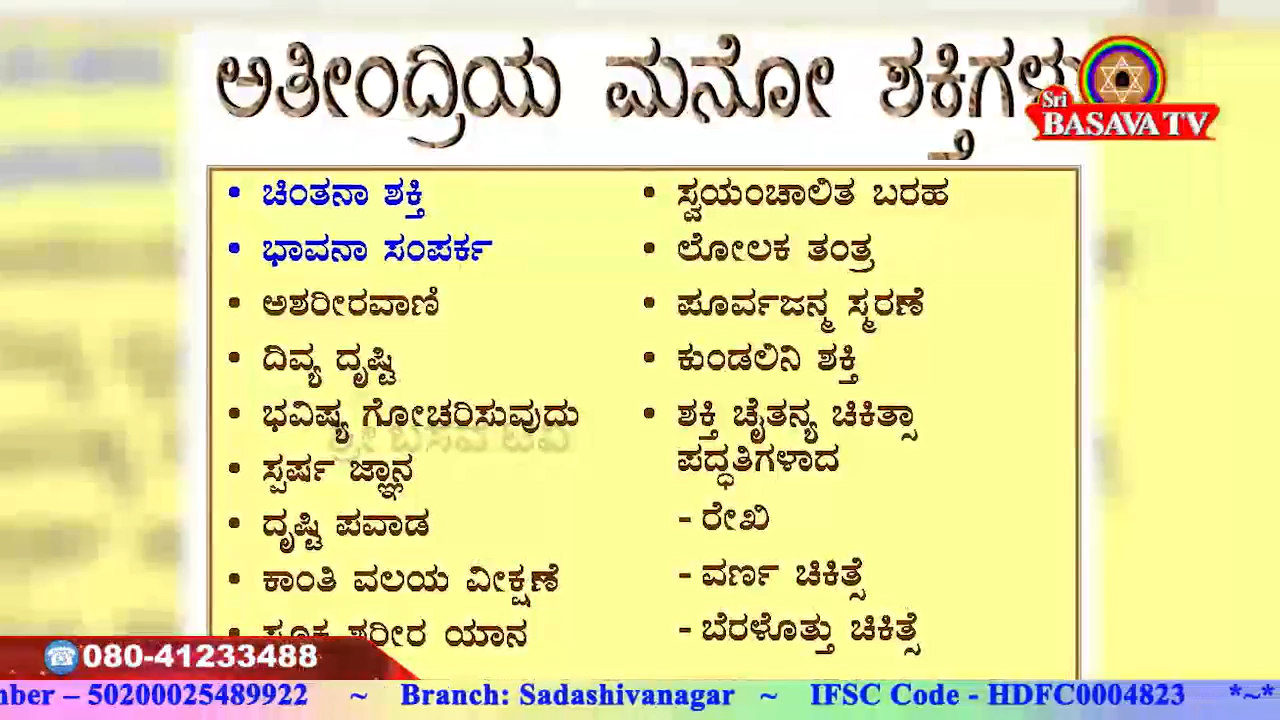 ಅತೀಂದ್ರಿಯ ಮನೋ ಶಕ್ತಿಗಳು
Sri
BASAVA TV
• ಚಿಂತನಾ ಶಕ್ತಿ
• ಭಾವನಾ ಸಂಪರ್ಕ
• ಅಶರೀರವಾಣಿ
• ದಿವ್ಯ ದೃಷ್ಟಿ
• ಭವಿಷ್ಯ ಗೋಚರಿಸುವುದು
• ಸ್ಪರ್ಷ ಜ್ಞಾನ
• ದೃಷ್ಟಿ ಪವಾಡ
• ಕಾಂತಿ ವಲಯ ವೀಕ್ಷಣೆ
• ಶರೀರ ಯಾನ
• ಸ್ವಯಂಚಾಲಿತ ಬರಹ
• ಲೋಲಕ ತಂತ್ರ
• ಪೂರ್ವಜನ್ಮ ಸ್ಮರಣೆ
• ಕುಂಡಲಿನಿ ಶಕ್ತಿ
• ಶಕ್ತಿ ಚೈತನ್ಯ ಚಿಕಿತ್ಸಾ
ಪದ್ಧತಿಗಳಾದ
- ರೇಖಿ
- ವರ್ಣ ಚಿಕಿತ್ಸೆ
- ಬೆರಳೊತ್ತು ಚಿಕಿತ್ಸೆ
ಶ್ರೀ ಬಸವ ಟಿವಿ
080-41233488
mber – 50200025489922 ~ Branch: Sadashivanagar ~ IFSC Code - HDFC0004823 *~*